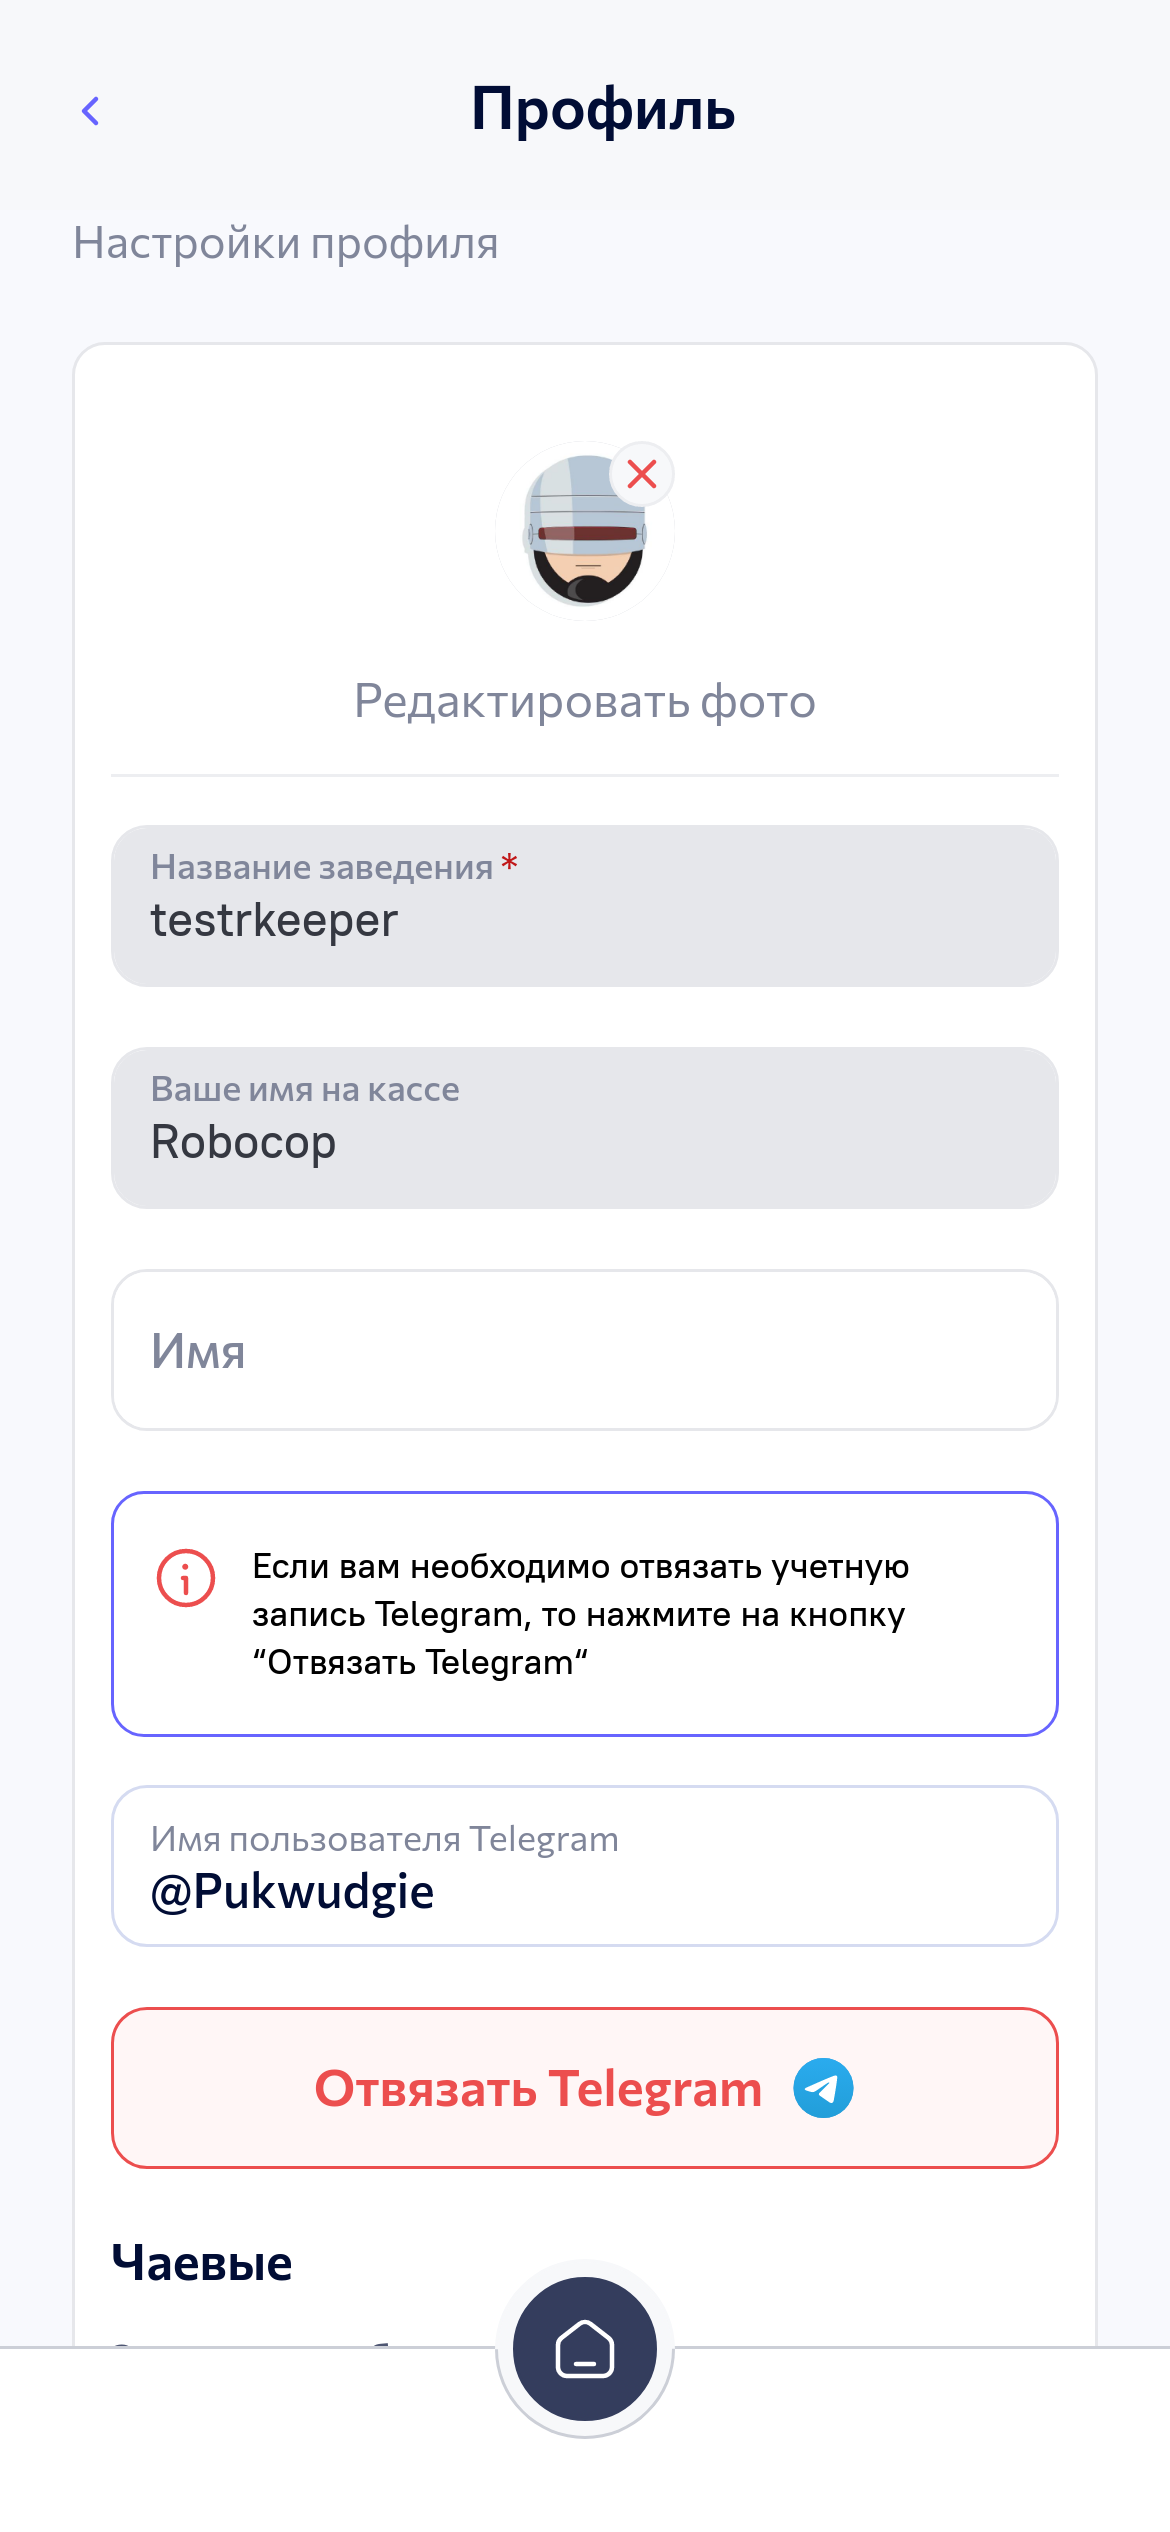 Профиль
Настройки профиля
Редактировать фото
Название заведения *
testrkeeper
Ваше имя на кассе
Robocop
Имя
Если вам необходимо отвязать учетную
запись Telegram, то нажмите на кнопку
“Отвязать Telegram“
Имя пользователя Telegram
@Pukwudgie
Отвязать Telegram
Чаевые